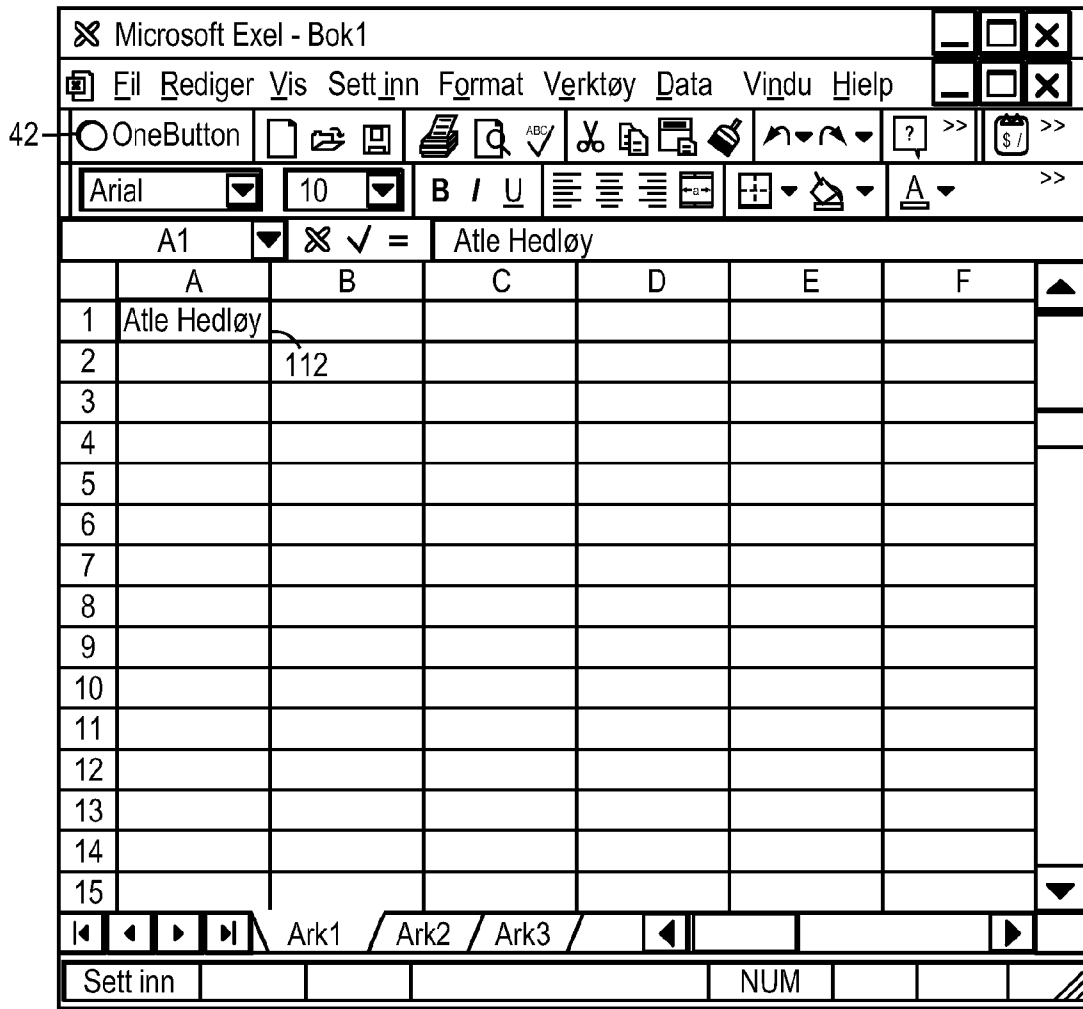 Microsoft Exel - Bok1
Fil Rediger Vis Sett inn Format Verktøy Data Vindu Hielp
42 OneButton ABC ? >> $ / >>
Arial 10 B I U a A >>
A1 = Atle Hedløy
A B C D E F
1 Atle Hedløy
2 112
3
4
5
6
7
8
9
10
11
12
13
14
15
Ark1 Ark2 Ark3
Sett inn NUM